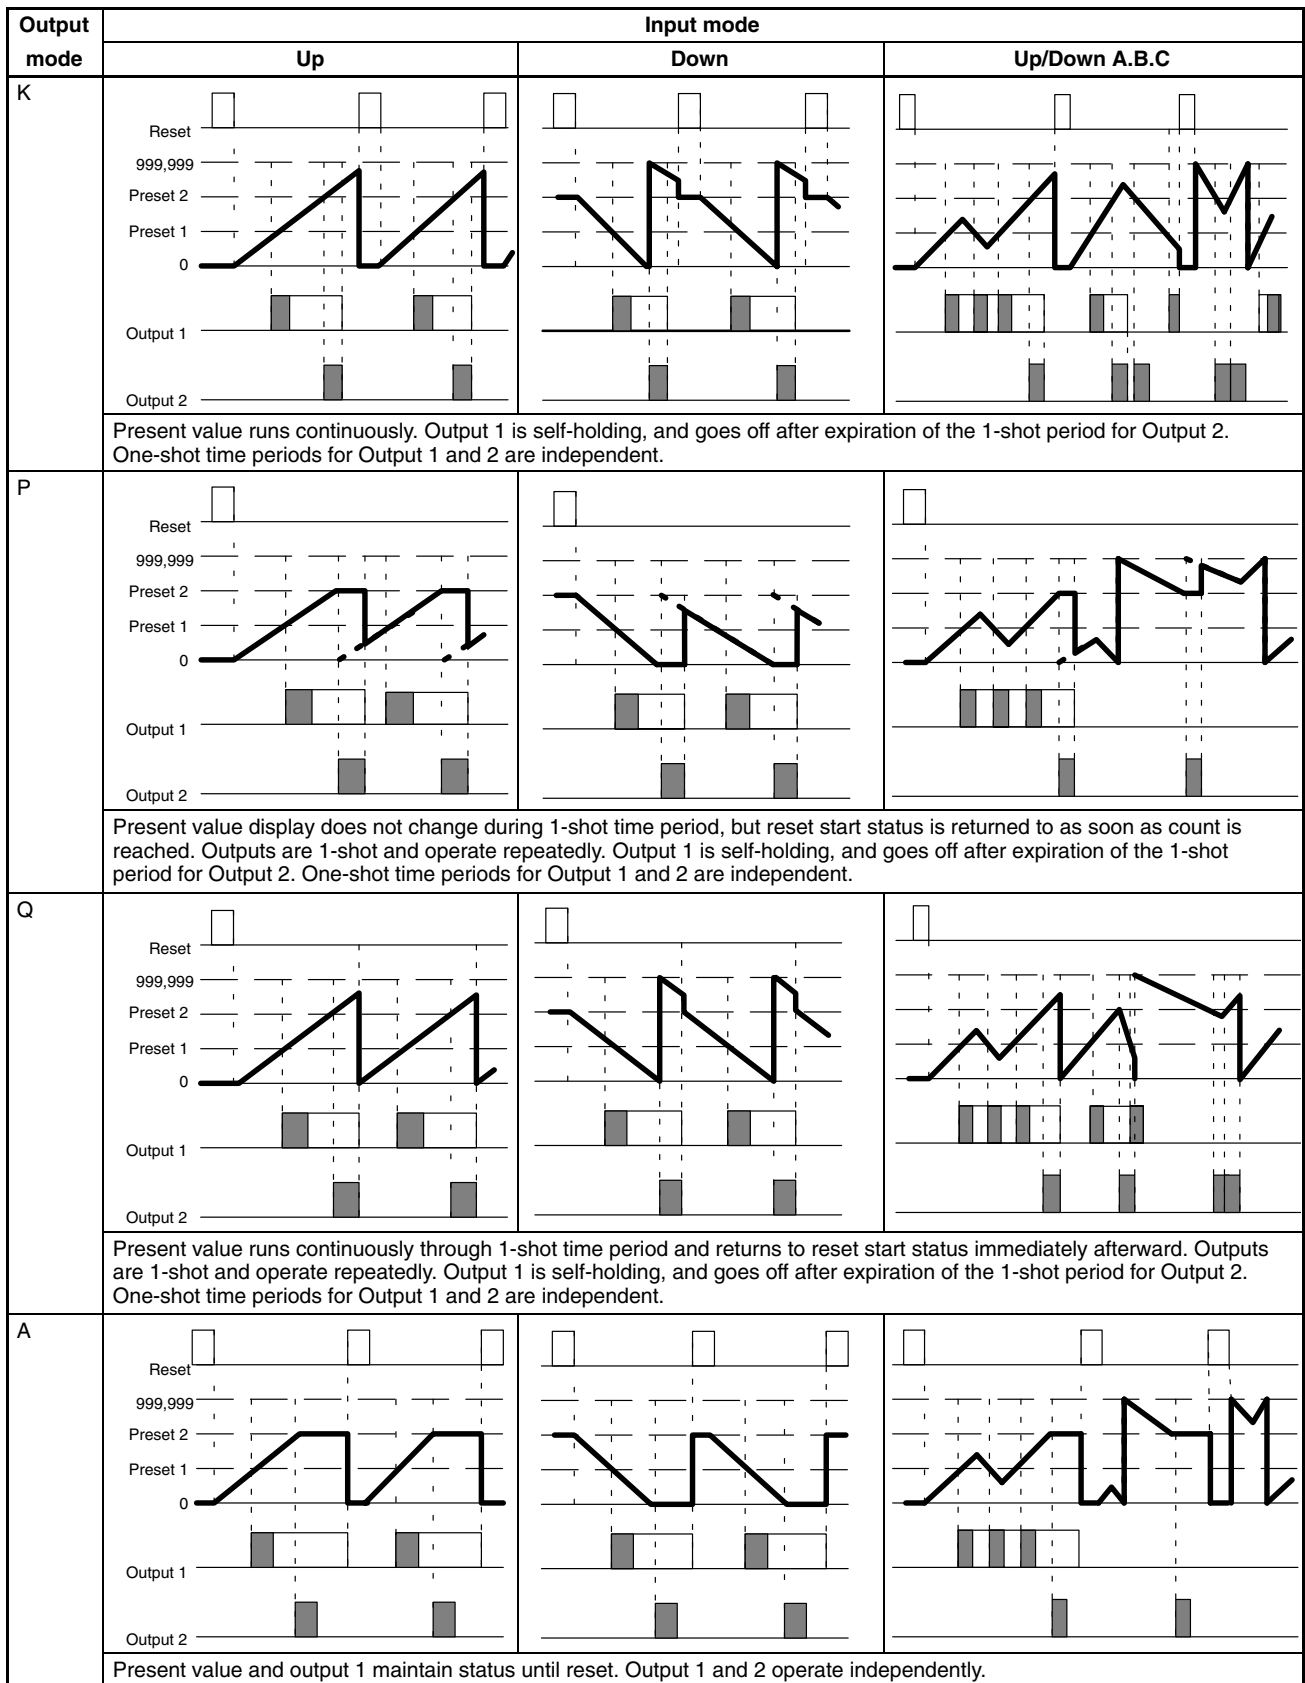 Output mode
Input mode
Up
Down
Up/Down A.B.C
K
Reset
999,999
Preset 2
Preset 1
0
Output 1
Output 2
Present value runs continuously. Output 1 is self-holding, and goes off after expiration of the 1-shot period for Output 2.
One-shot time periods for Output 1 and 2 are independent.
P
Reset
999,999
Preset 2
Preset 1
0
Output 1
Output 2
Present value display does not change during 1-shot time period, but reset start status is returned to as soon as count is
reached. Outputs are 1-shot and operate repeatedly. Output 1 is self-holding, and goes off after expiration of the 1-shot
period for Output 2. One-shot time periods for Output 1 and 2 are independent.
Q
Reset
999,999
Preset 2
Preset 1
0
Output 1
Output 2
Present value runs continuously through 1-shot time period and returns to reset start status immediately afterward. Outputs
are 1-shot and operate repeatedly. Output 1 is self-holding, and goes off after expiration of the 1-shot period for Output 2.
One-shot time periods for Output 1 and 2 are independent.
A
Reset
999,999
Preset 2
Preset 1
0
Output 1
Output 2
Present value and output 1 maintain status until reset. Output 1 and 2 operate independently.